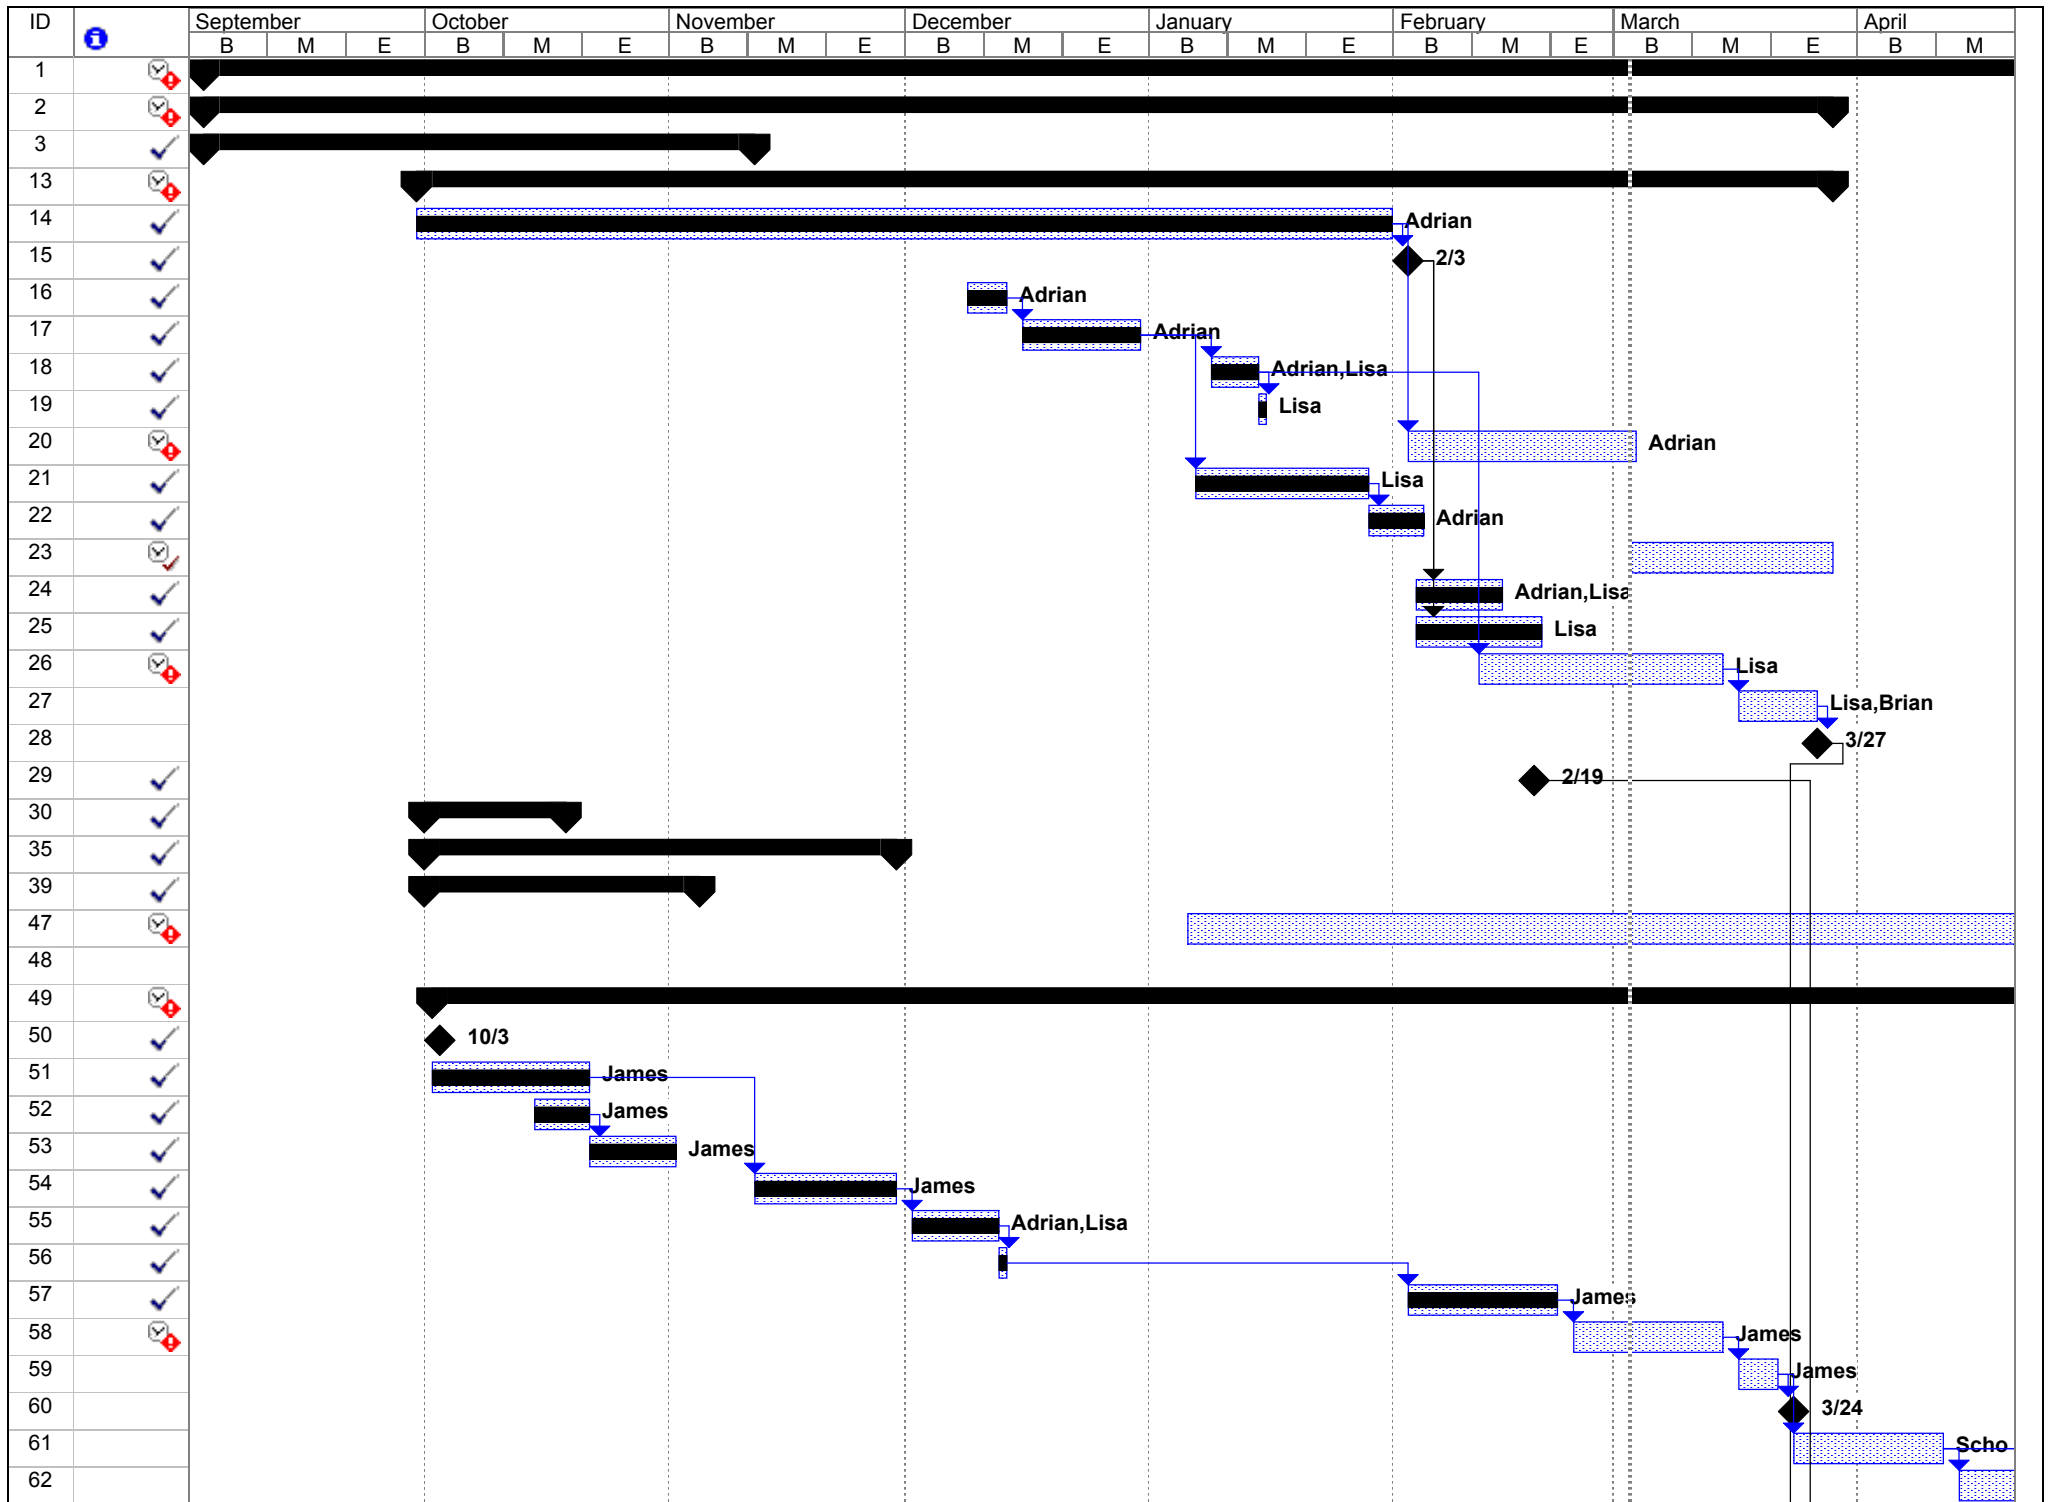 ID September October November December January February March April
B M E B M E B M E B M E B M E B M E B M E B M
1
2
3
13
14 Adrian
15 2/3
16 Adrian
17 Adrian
18 Adrian,Lisa
19 Lisa
20 Adrian
21 Lisa
22 Adrian
23
24 Adrian,Lisa
25 Lisa
26 Lisa
27 Lisa,Brian
28 3/27
29 2/19
30
35
39
47
48
49
50 10/3
51 James
52 James
53 James
54 James
55 Adrian,Lisa
56
57 James
58 James
59 James
60 3/24
61 Scho
62